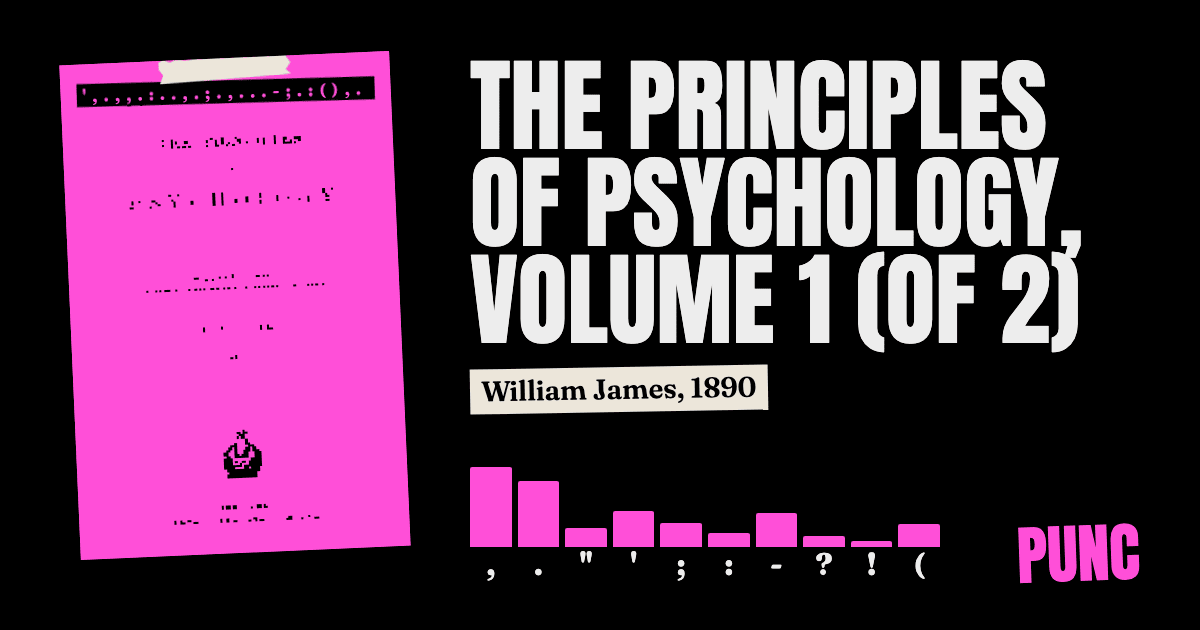 ',.,,.:..,.;.,...-;.:(),.
THE PRINCIPLES
OF PSYCHOLOGY,
VOLUME 1 (OF 2)
William James, 1890
, . " ' ; : - ? ! (
PUNC